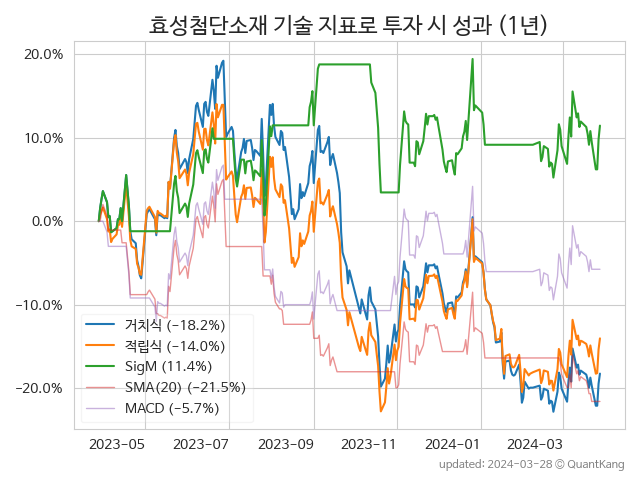 효성첨단소재 기술 지표로 투자 시 성과 (1년)
20.0%
10.0%
0.0%
−10.0%
−20.0%
거치식 (−18.2%)
적립식 (−14.0%)
SigM (11.4%)
SMA(20) (−21.5%)
MACD (−5.7%)
2023-05
2023-07
2023-09
2023-11
2024-01
2024-03
updated: 2024-03-28 © QuantKang